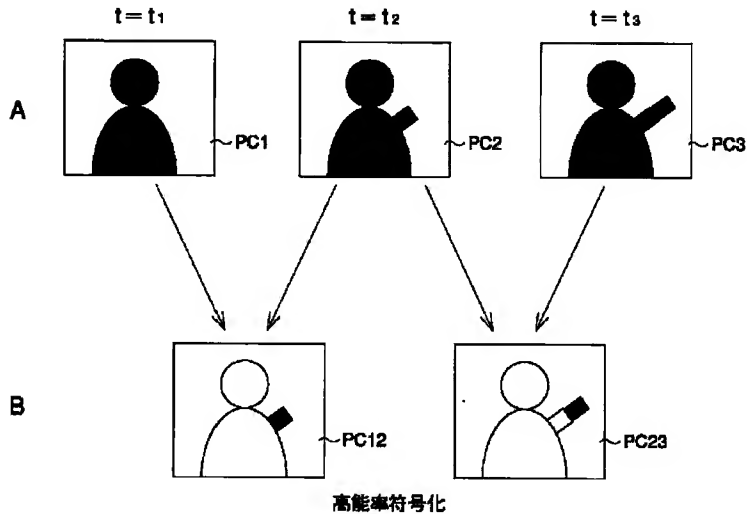 t = t₁ t = t₂ t = t₃
A
PC1 PC2 PC3
B
PC12 PC23
高能率符号化